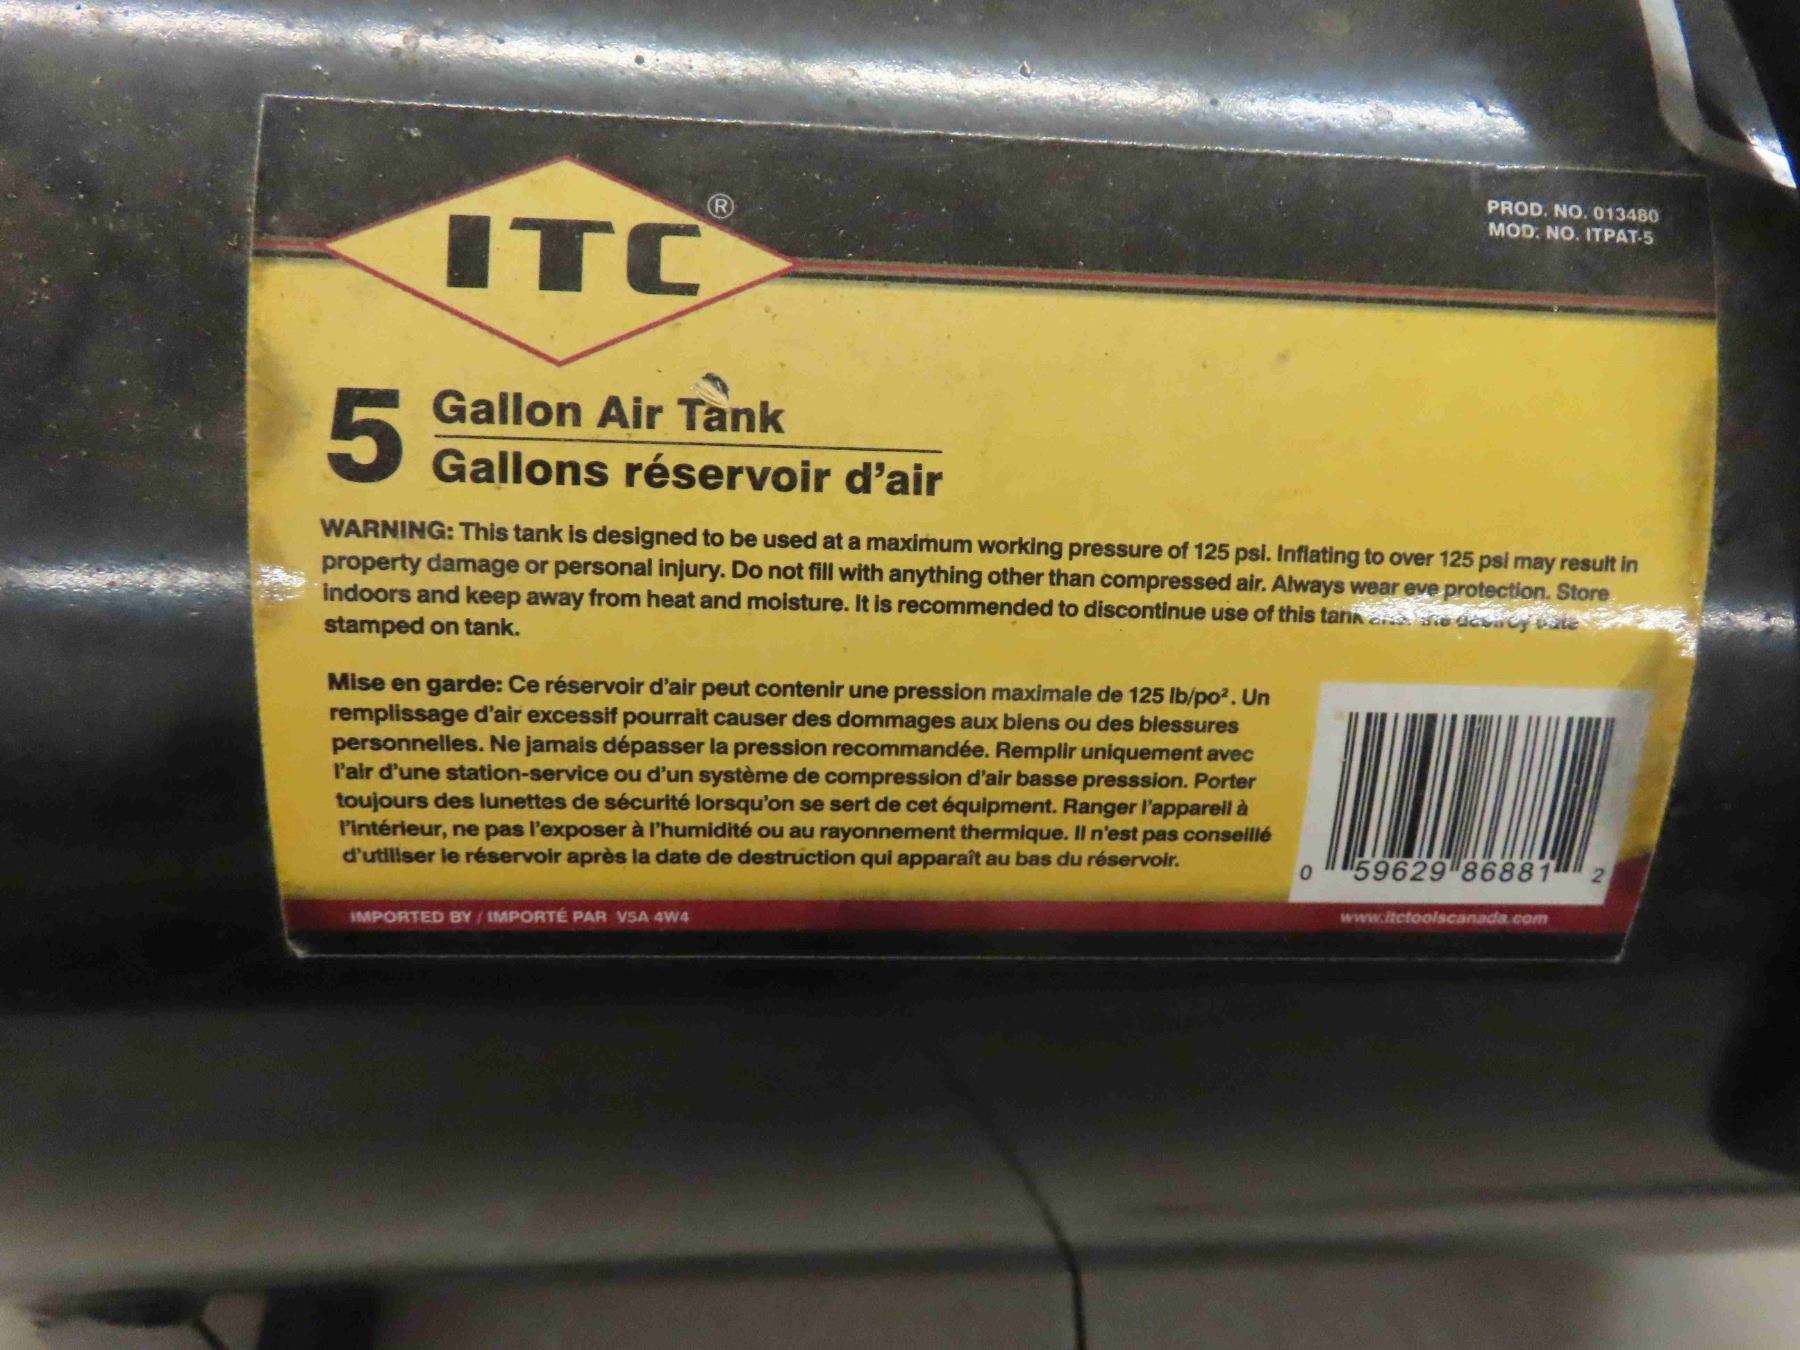 ITC®
PROD. NO. 013480
MOD. NO. ITPAT-5
5 Gallon Air Tank
Gallons réservoir d'air
WARNING: This tank is designed to be used at a maximum working pressure of 125 psi. Inflating to over 125 psi may result in
property damage or personal injury. Do not fill with anything other than compressed air. Always wear eye protection. Store
indoors and keep away from heat and moisture. It is recommended to discontinue use of this tank after the destroy date
stamped on tank.
Mise en garde: Ce réservoir d'air peut contenir une pression maximale de 125 lb/po². Un
remplissage d'air excessif pourrait causer des dommages aux biens ou des blessures
personnelles. Ne jamais dépasser la pression recommandée. Remplir uniquement avec
l'air d'une station-service ou d'un système de compression d'air basse presssion. Porter
toujours des lunettes de sécurité lorsqu'on se sert de cet équipment. Ranger l'appareil à
l'intérieur, ne pas l'exposer à l'humidité ou au rayonnement thermique. Il n'est pas conseillé
d'utiliser le réservoir après la date de destruction qui apparaît au bas du réservoir.
0 59629 86881 2
IMPORTED BY / IMPORTÉ PAR V5A 4W4
www.itctoolscanada.com